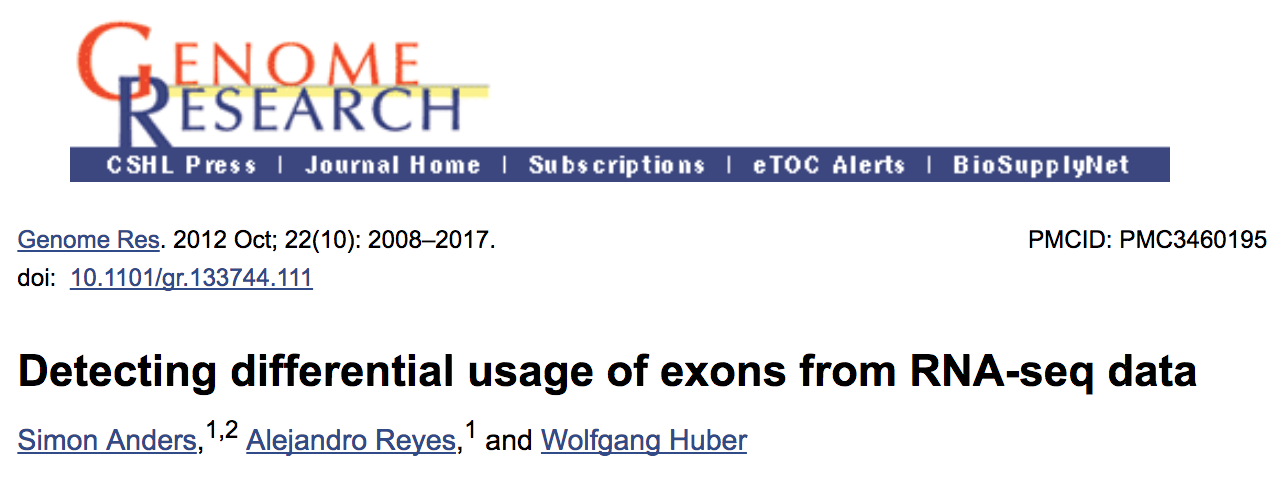 GENOME
RESEARCH
CSHL Press | Journal Home | Subscriptions | eTOC Alerts | BioSupplyNet
Genome Res. 2012 Oct; 22(10): 2008–2017. PMCID: PMC3460195
doi: 10.1101/gr.133744.111
Detecting differential usage of exons from RNA-seq data
Simon Anders,1,2 Alejandro Reyes,1 and Wolfgang Huber